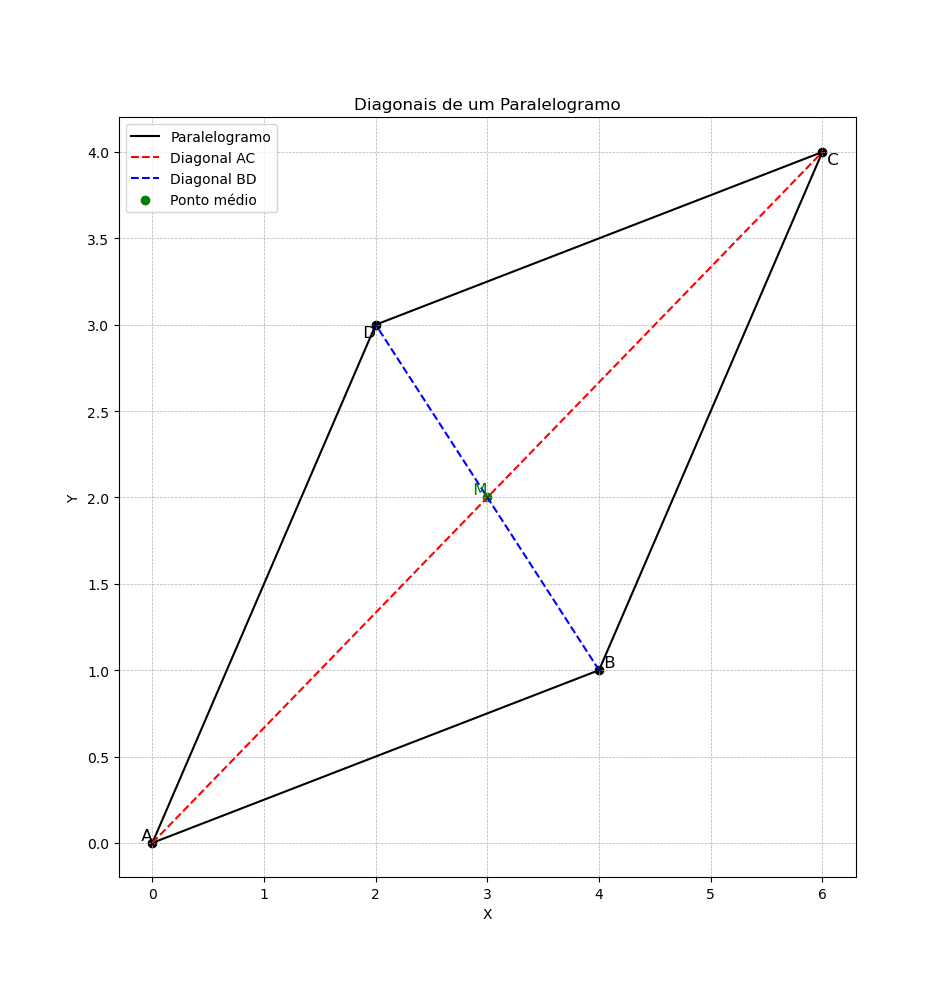 Diagonais de um Paralelogramo
Paralelogramo
Diagonal AC
Diagonal BD
Ponto médio
4.0
3.5
3.0
2.5
2.0
1.5
1.0
0.5
0.0
C
D
M
B
A
Y
0 1 2 3 4 5 6
X